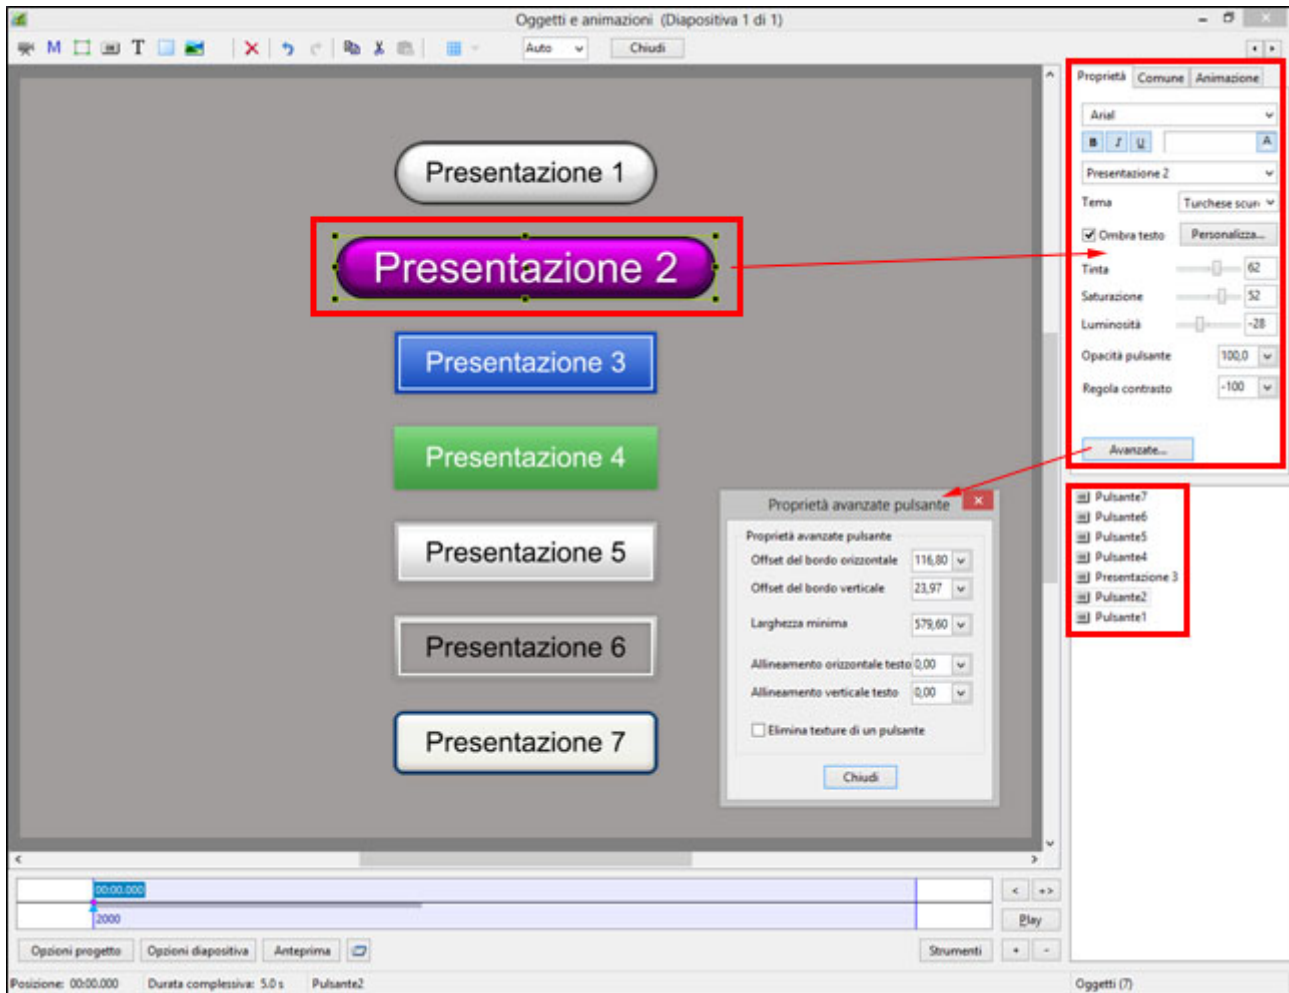 Oggetti e animazioni (Diapositiva 1 di 1)
M T Auto Chiudi
Proprietà Comune Animazione
Arial
B I U A
Presentazione 2
Tema Turchese scur
Ombra testo Personalizza...
Tinta 62
Saturazione 52
Luminosità -28
Opacità pulsante 100,0
Regola contrasto -100
Avanzate...
Presentazione 1
Presentazione 2
Presentazione 3
Presentazione 4
Presentazione 5
Presentazione 6
Presentazione 7
Proprietà avanzate pulsante
Proprietà avanzate pulsante
Offset del bordo orizzontale 116,80
Offset del bordo verticale 23,97
Larghezza minima 579,60
Allineamento orizzontale testo 0,00
Allineamento verticale testo 0,00
Elimina texture di un pulsante
Chiudi
Pulsante7
Pulsante6
Pulsante5
Pulsante4
Presentazione 3
Pulsante2
Pulsante1
00:00.000
2000
< +>
Play
Opzioni progetto Opzioni diapositiva Anteprima Strumenti + -
Posizione: 00:00.000 Durata complessiva: 5.0 s Pulsante2 Oggetti (7)